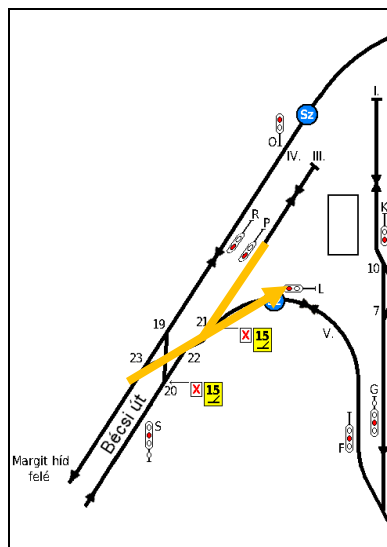 I.
Sz
O
IV.
III.
K
R
P
10
L
7
21
19
V.
X
15
23
22
20
X
15
G
S
F
Bécsi út
Margit híd
felé